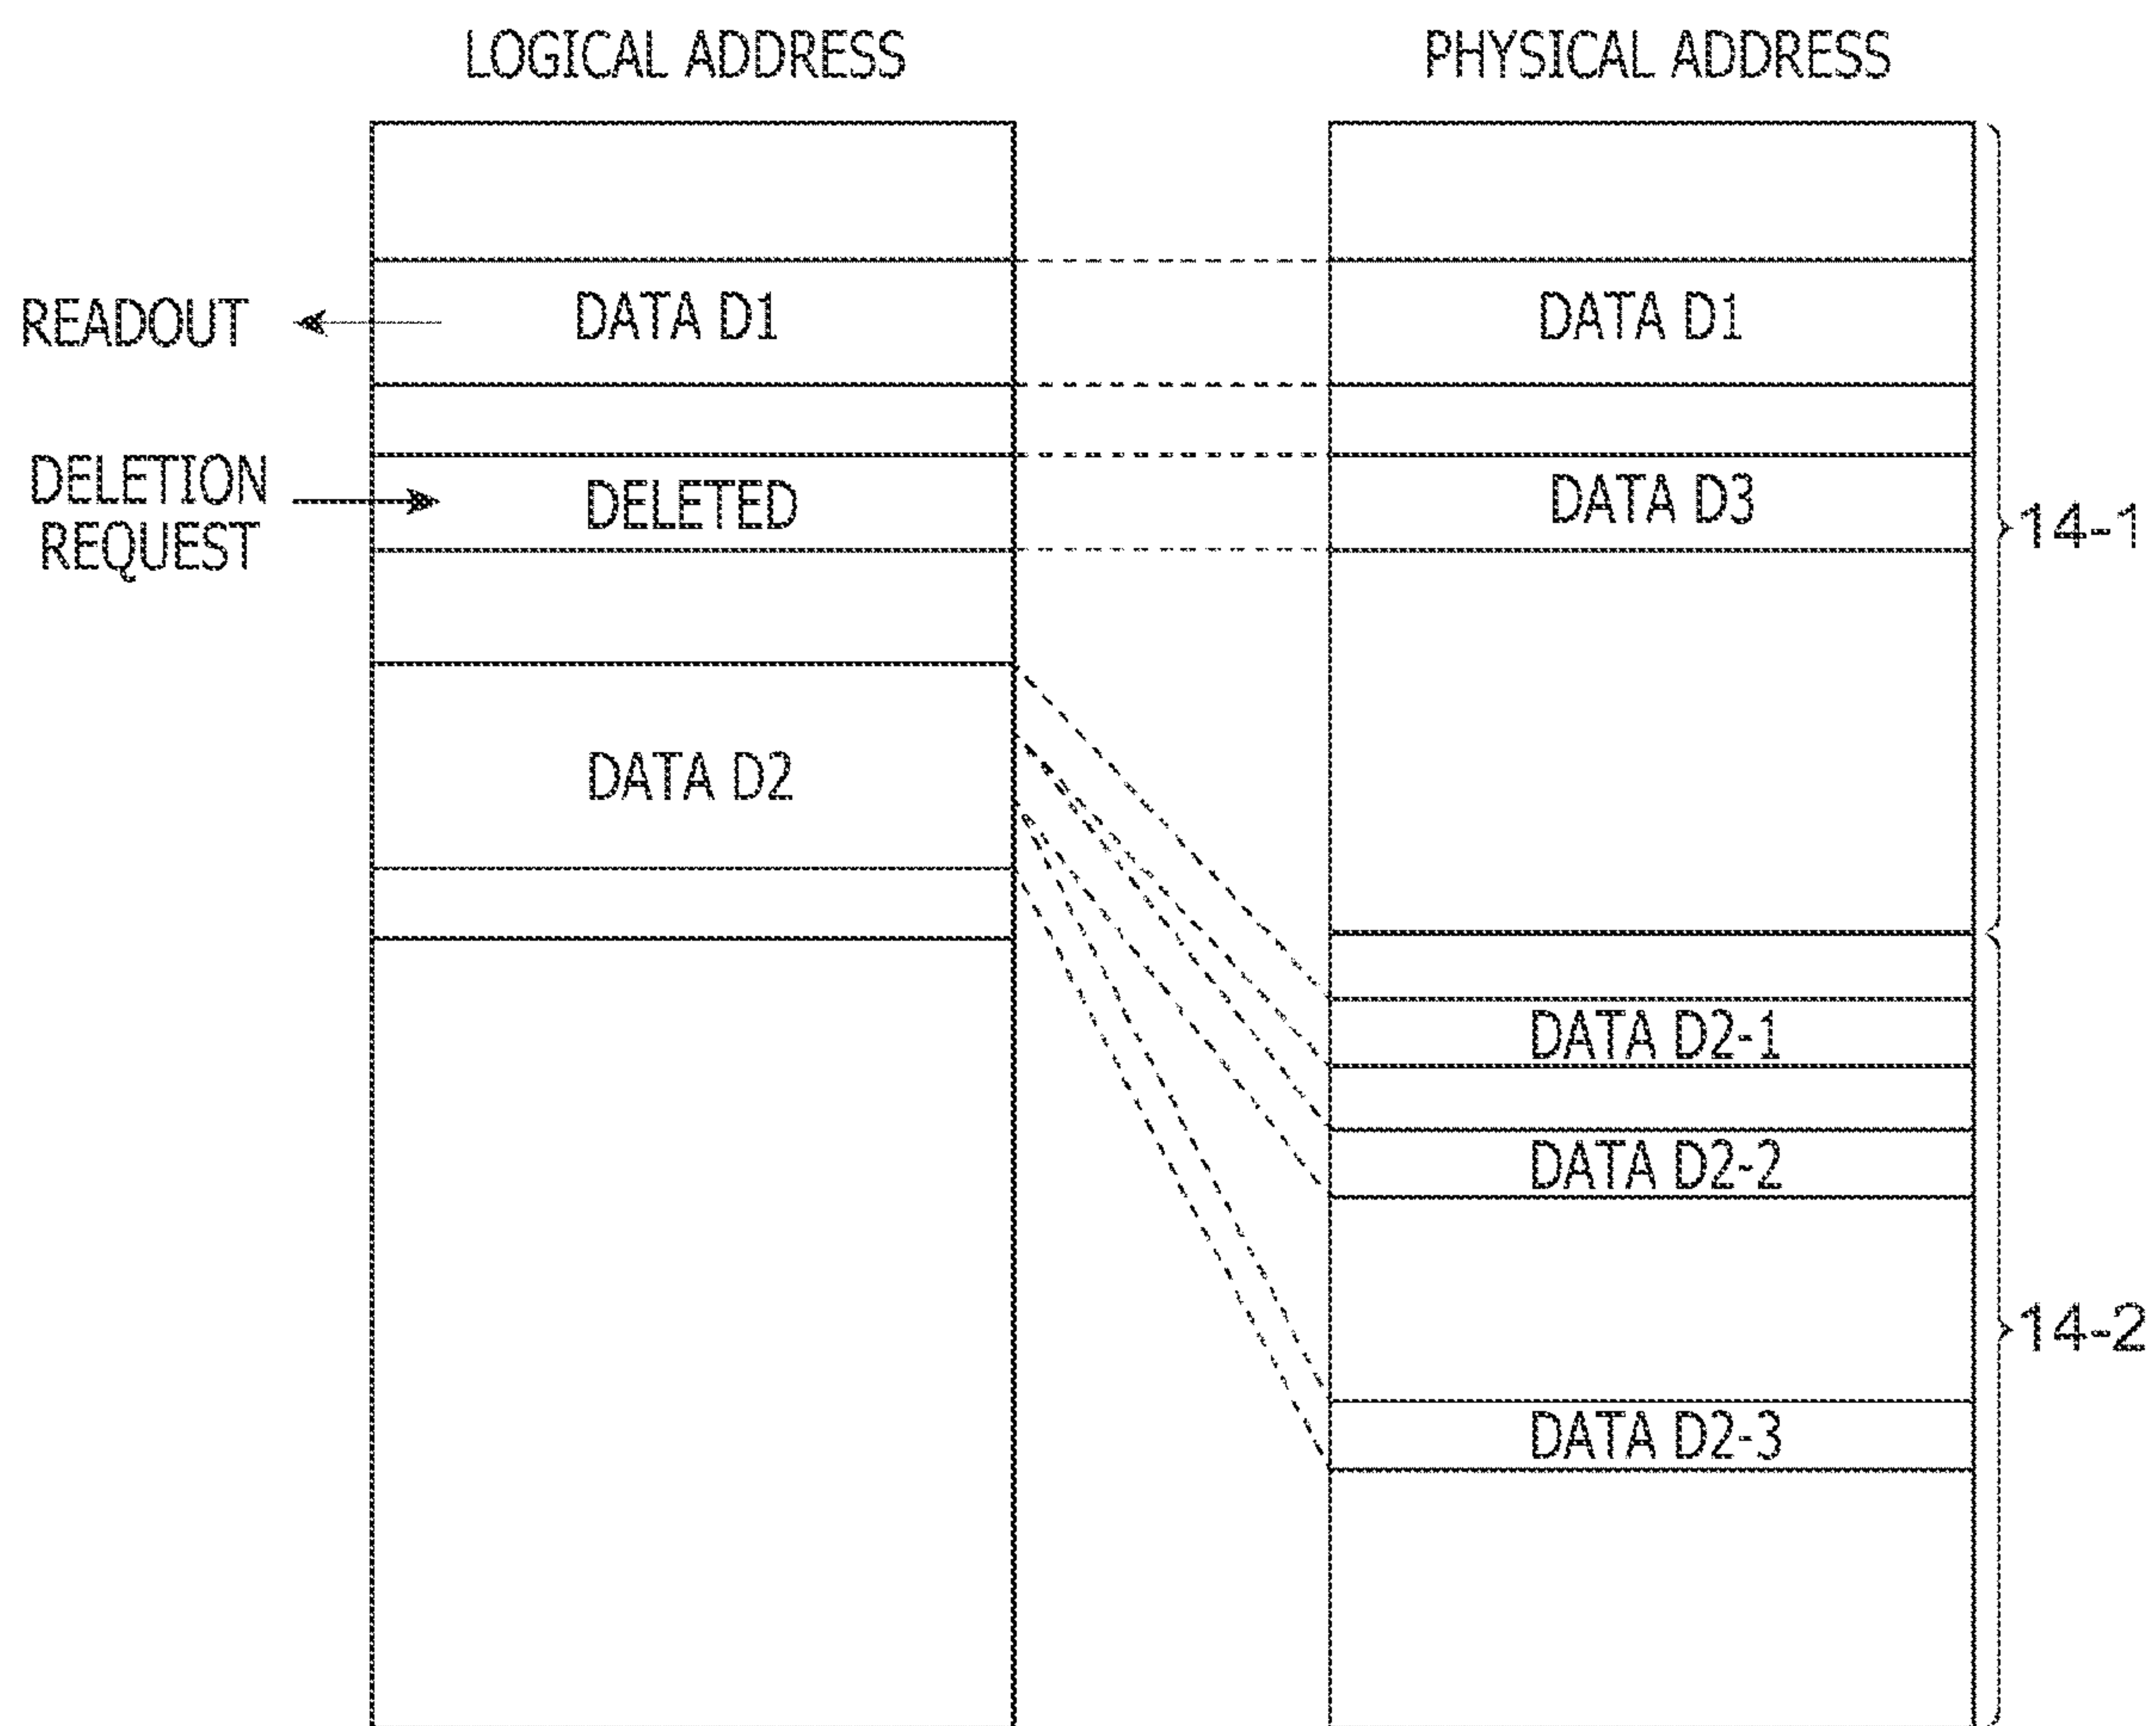 LOGICAL ADDRESS
PHYSICAL ADDRESS
READOUT
DATA D1
DATA D1
DELETION
REQUEST
DELETED
DATA D3
14-1
DATA D2
DATA D2-1
DATA D2-2
14-2
DATA D2-3